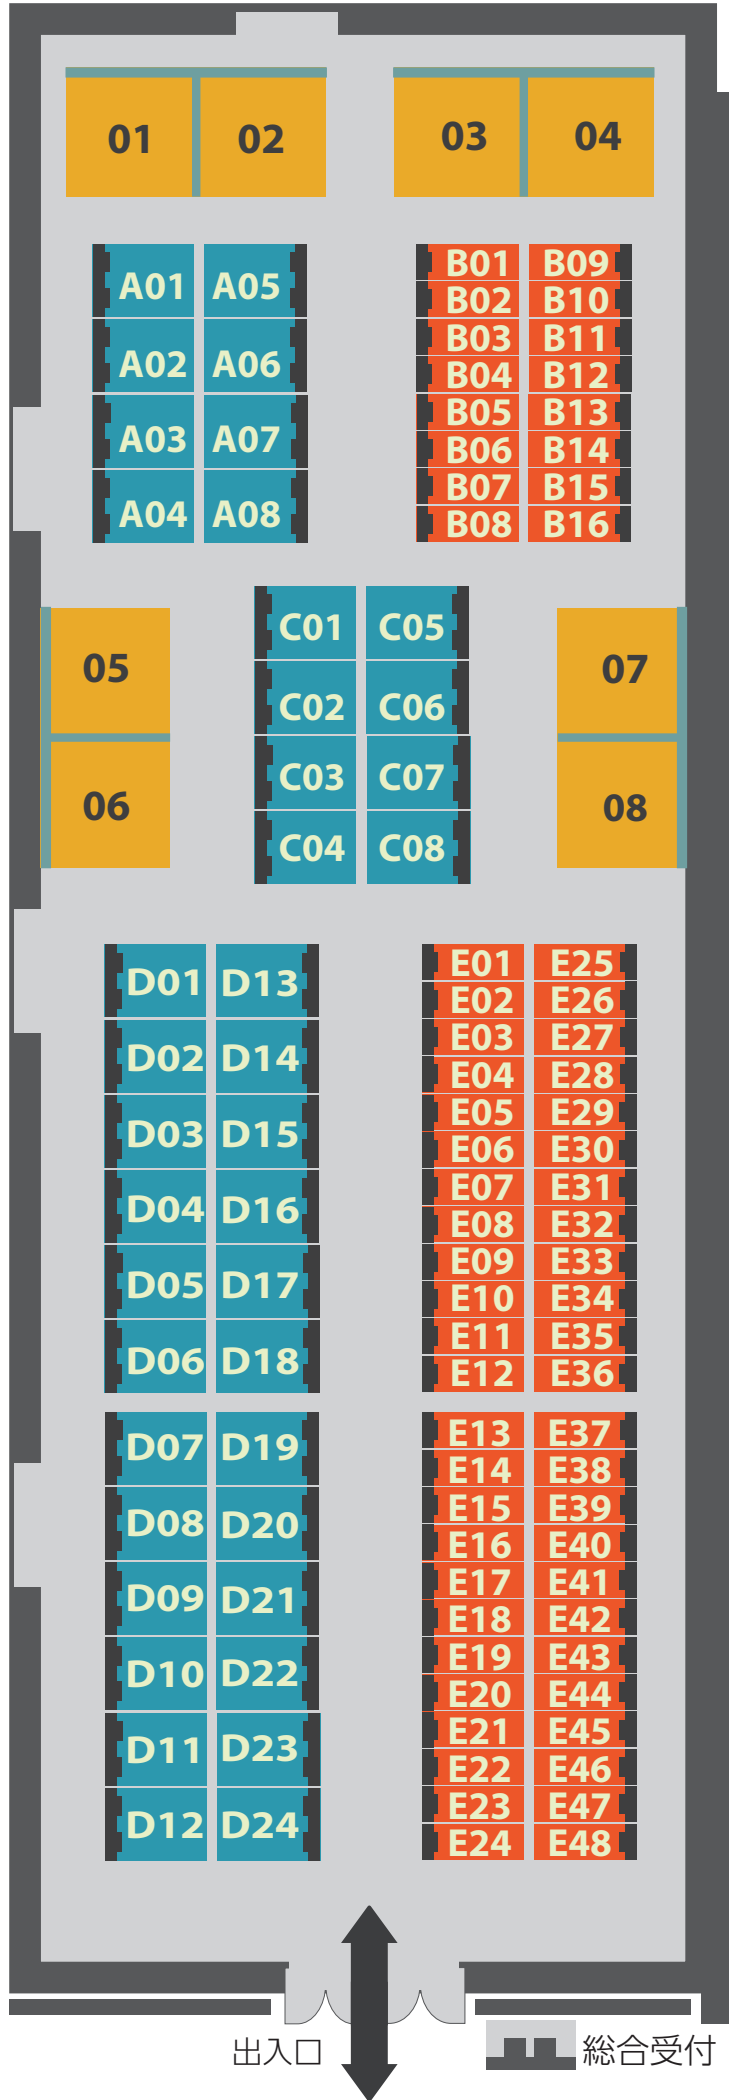 01 02 03 04
A01 A05 B01 B09
B02 B10
A02 A06 B03 B11
B04 B12
A03 A07 B05 B13
B06 B14
A04 A08 B07 B15
B08 B16
C01 C05
05 07
C02 C06
C03 C07
06 08
C04 C08
D01 D13 E01 E25
E02 E26
D02 D14 E03 E27
E04 E28
D03 D15 E05 E29
E06 E30
D04 D16 E07 E31
E08 E32
D05 D17 E09 E33
E10 E34
D06 D18 E11 E35
E12 E36
D07 D19 E13 E37
E14 E38
D08 D20 E15 E39
E16 E40
D09 D21 E17 E41
E18 E42
D10 D22 E19 E43
E20 E44
D11 D23 E21 E45
E22 E46
D12 D24 E23 E47
E24 E48
出入口 総合受付